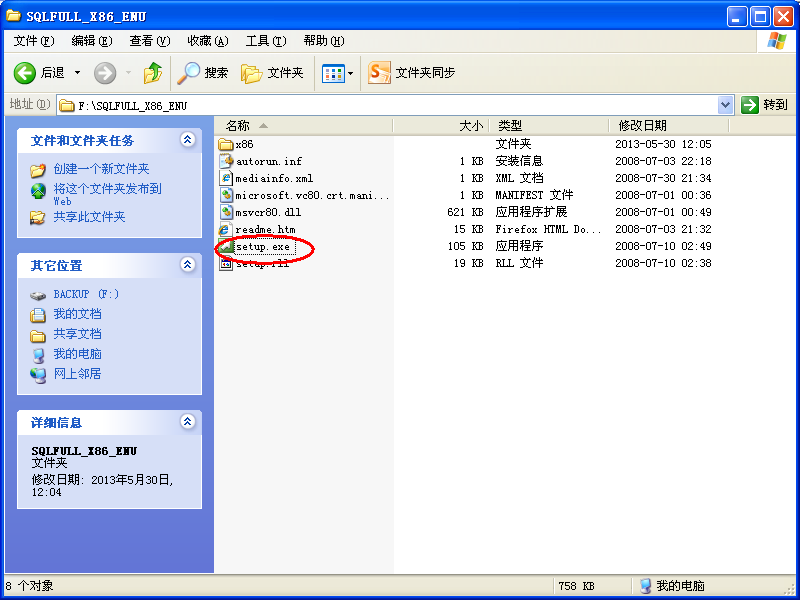 SQLFULL_X86_ENU
文件(F) 编辑(E) 查看(V) 收藏(A) 工具(T) 帮助(H)
后退 搜索 文件夹 文件夹同步
地址(D) F:\SQLFULL_X86_ENU 转到
文件和文件夹任务
创建一个新文件夹
将这个文件夹发布到
Web
共享此文件夹
其它位置
BACKUP (F:)
我的文档
共享文档
我的电脑
网上邻居
详细信息
SQLFULL_X86_ENU
文件夹
修改日期: 2013年5月30日,
12:04
名称 大小 类型 修改日期
x86 文件夹 2013-05-30 12:05
autorun.inf 1 KB 安装信息 2008-07-03 22:18
mediainfo.xml 1 KB XML 文档 2008-07-30 21:34
microsoft.vc80.crt.mani... 1 KB MANIFEST 文件 2008-07-01 00:36
msvcr80.dll 621 KB 应用程序扩展 2008-07-01 00:49
readme.htm 15 KB Firefox HTML Do... 2008-07-03 21:32
setup.exe 105 KB 应用程序 2008-07-10 02:49
setup.rll 19 KB RLL 文件 2008-07-10 02:38
8 个对象 758 KB 我的电脑